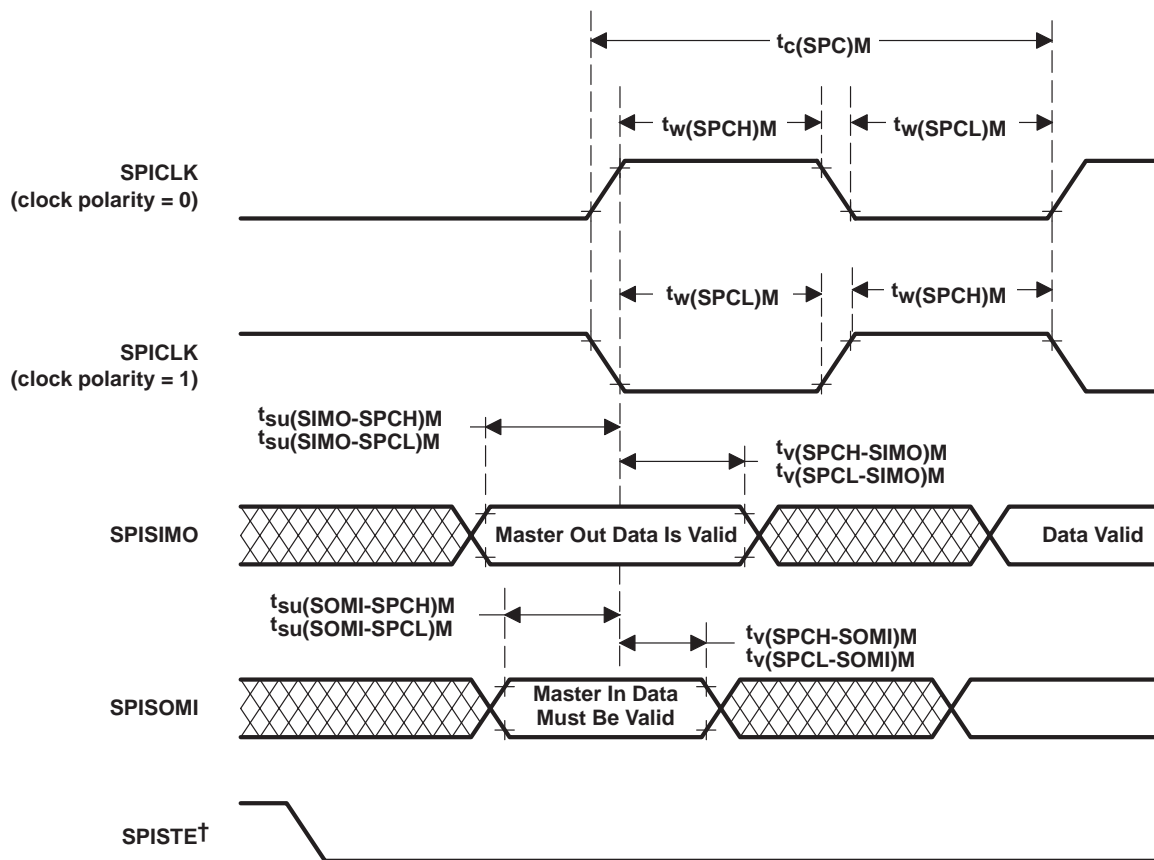 tc(SPC)M
tw(SPCH)M
tw(SPCL)M
SPICLK
(clock polarity = 0)
tw(SPCL)M
tw(SPCH)M
SPICLK
(clock polarity = 1)
tsu(SIMO-SPCH)M
tsu(SIMO-SPCL)M
tv(SPCH-SIMO)M
tv(SPCL-SIMO)M
SPISIMO
Master Out Data Is Valid
Data Valid
tsu(SOMI-SPCH)M
tsu(SOMI-SPCL)M
tv(SPCH-SOMI)M
tv(SPCL-SOMI)M
SPISOMI
Master In Data
Must Be Valid
SPISTE†